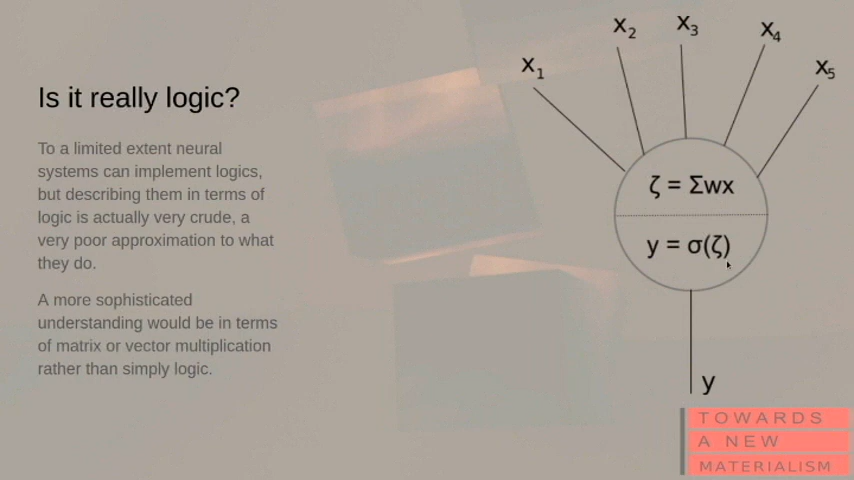 Is it really logic?
To a limited extent neural
systems can implement logics,
but describing them in terms of
logic is actually very crude, a
very poor approximation to what
they do.
A more sophisticated
understanding would be in terms
of matrix or vector multiplication
rather than simply logic.
x₁ x₂ x₃ x₄ x₅
ζ = Σwx
y = σ(ζ)
y
TOWARDS
A NEW
MATERIALISM